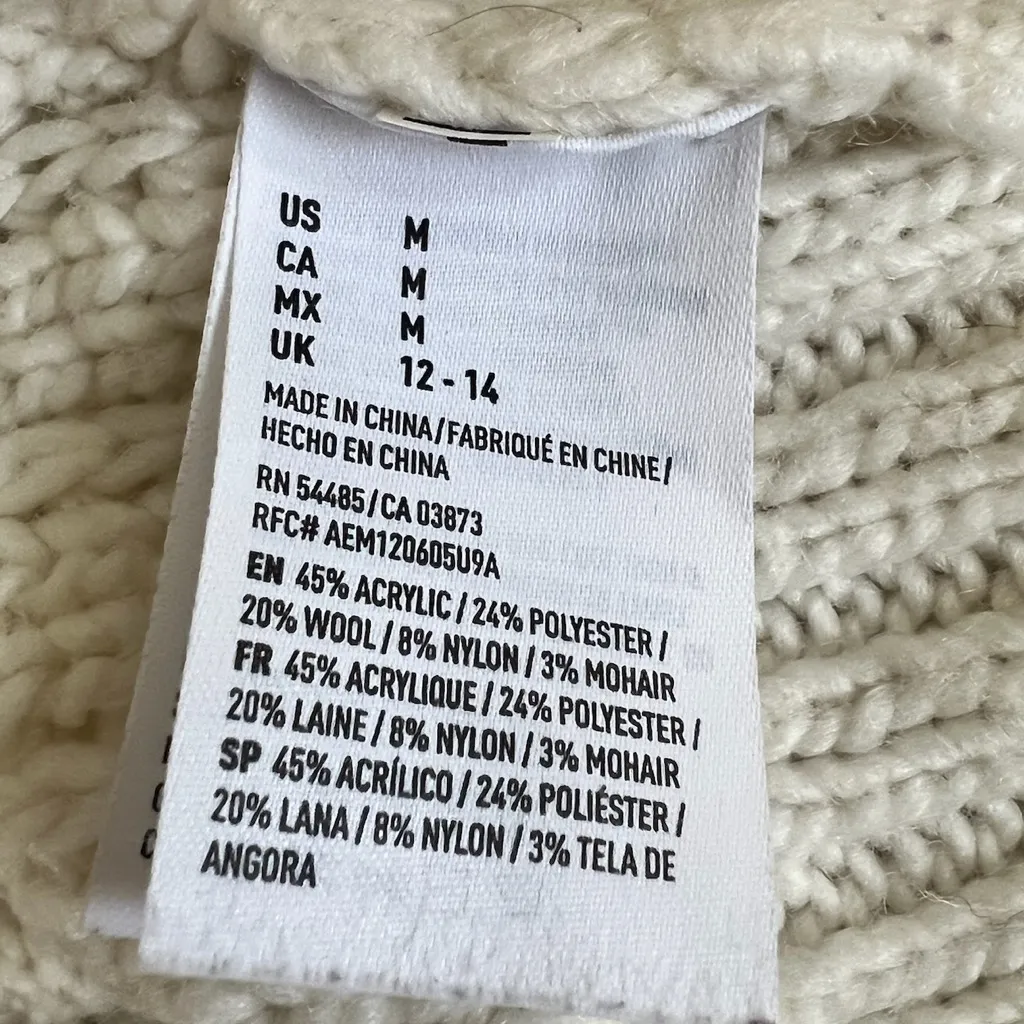 US M
CA M
MX M
UK 12 - 14
MADE IN CHINA/FABRIQUÉ EN CHINE/
HECHO EN CHINA
RN 54485/CA 03873
RFC# AEM120605U9A
EN 45% ACRYLIC / 24% POLYESTER /
20% WOOL / 8% NYLON / 3% MOHAIR
FR 45% ACRYLIQUE / 24% POLYESTER /
20% LAINE / 8% NYLON / 3% MOHAIR
SP 45% ACRÍLICO / 24% POLIÉSTER /
20% LANA / 8% NYLON / 3% TELA DE
ANGORA